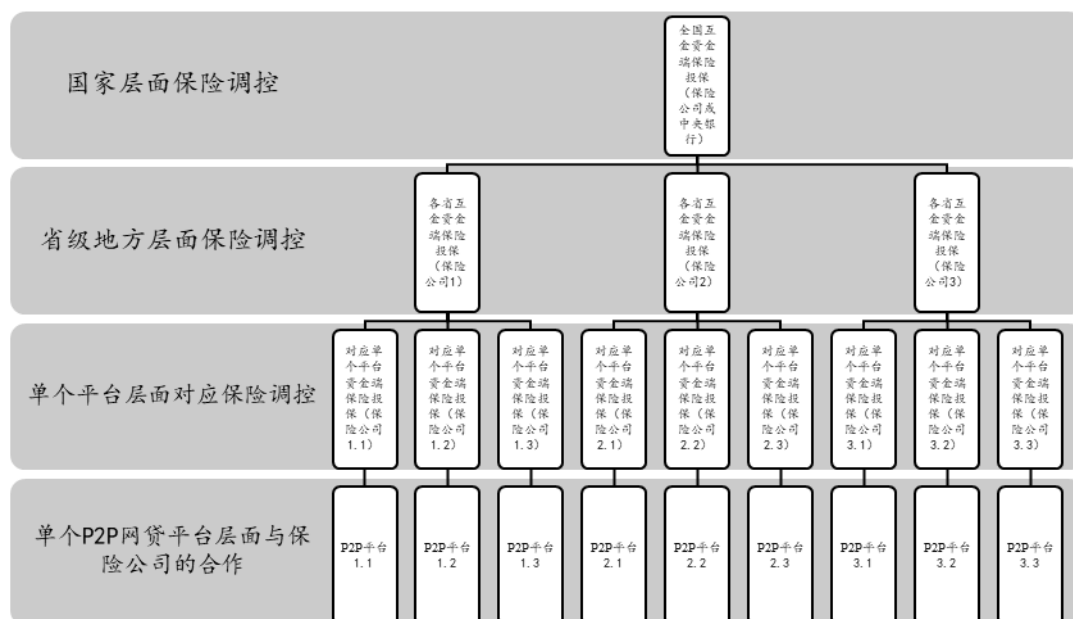 国家层面保险调控
全国互
金资金
端保险
投保
（保险
公司或
中央银
行）
省级地方层面保险调控
各省互
金资金
端保险
投保
（保险
公司1）
各省互
金资金
端保险
投保
（保险
公司2）
各省互
金资金
端保险
投保
（保险
公司3）
单个平台层面对应保险调控
对应单
个平台
资金端
保险投
保（保
险公司
1.1）
对应单
个平台
资金端
保险投
保（保
险公司
1.2）
对应单
个平台
资金端
保险投
保（保
险公司
1.3）
对应单
个平台
资金端
保险投
保（保
险公司
2.1）
对应单
个平台
资金端
保险投
保（保
险公司
2.2）
对应单
个平台
资金端
保险投
保（保
险公司
2.3）
对应单
个平台
资金端
保险投
保（保
险公司
3.1）
对应单
个平台
资金端
保险投
保（保
险公司
3.2）
对应单
个平台
资金端
保险投
保（保
险公司
3.3）
单个P2P网贷平台层面与保
险公司的合作
P2P平台
1.1
P2P平台
1.2
P2P平台
1.3
P2P平台
2.1
P2P平台
2.2
P2P平台
2.3
P2P平台
3.1
P2P平台
3.2
P2P平台
3.3